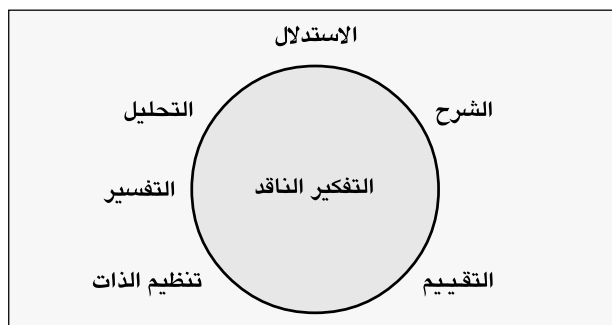 الاستدلال
الشرح
التحليل
التفكير الناقد
التفسير
التقييم
تنظيم الذات